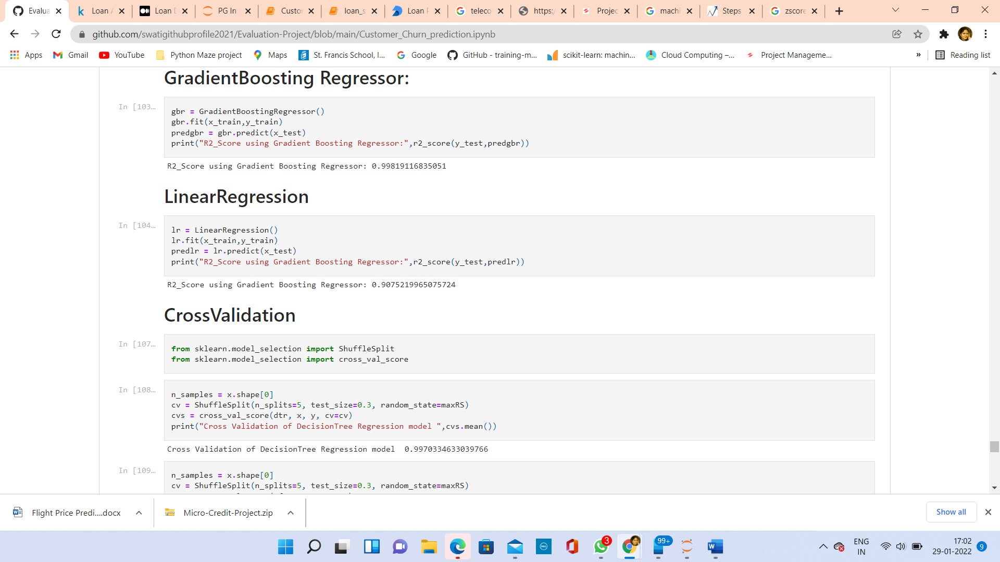 Evalua
Loan A
Loan D
PG In
Custo
loan_s
Loan P
teleco
https:/
Projec
machi
Steps
zscore
github.com/swatigithubprofile2021/Evaluation-Project/blob/main/Customer_Churn_prediction.ipynb
Apps
Gmail
YouTube
Python Maze project
Maps
St. Francis School, I...
Google
GitHub - training-m...
scikit-learn: machin...
Cloud Computing –...
Project Manageme...
»
Reading list
GradientBoosting Regressor:
In [103…
gbr = GradientBoostingRegressor()
gbr.fit(x_train,y_train)
predgbr = gbr.predict(x_test)
print("R2_Score using Gradient Boosting Regressor:",r2_score(y_test,predgbr))
R2_Score using Gradient Boosting Regressor: 0.99819116835051
LinearRegression
In [104…
lr = LinearRegression()
lr.fit(x_train,y_train)
predlr = lr.predict(x_test)
print("R2_Score using Gradient Boosting Regressor:",r2_score(y_test,predlr))
R2_Score using Gradient Boosting Regressor: 0.9075219965075724
CrossValidation
In [107…
from sklearn.model_selection import ShuffleSplit
from sklearn.model_selection import cross_val_score
In [108…
n_samples = x.shape[0]
cv = ShuffleSplit(n_splits=5, test_size=0.3, random_state=maxRS)
cvs = cross_val_score(dtr, x, y, cv=cv)
print("Cross Validation of DecisionTree Regression model ",cvs.mean())
Cross Validation of DecisionTree Regression model  0.9970334633039766
In [109…
n_samples = x.shape[0]
cv = ShuffleSplit(n_splits=5, test_size=0.3, random_state=maxRS)
Flight Price Predi....docx
Micro-Credit-Project.zip
Show all
3
99+
ENG
IN
17:02
29-01-2022
9